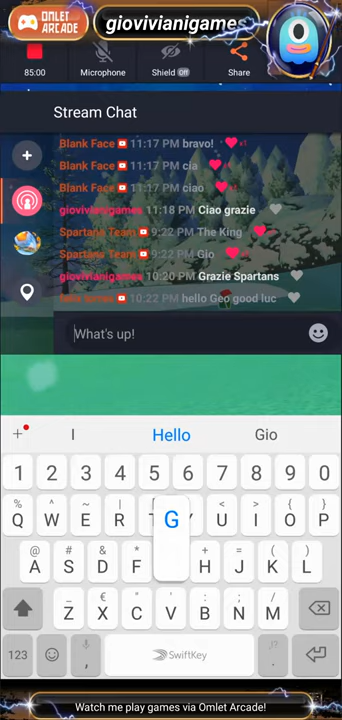 OMLET
ARCADE
giovivianigames
85:00 Microphone Shield Off Share
Stream Chat
Blank Face 11:17 PM bravo!
Blank Face 11:17 PM cia
Blank Face 11:17 PM ciao
giovivianigames 11:18 PM Ciao grazie
Spartans Team 9:22 PM The King
Spartans Team 9:22 PM Gio
giovivianigames 10:20 PM Grazie Spartans
10:22 PM hello Geo good luc
What's up!
I Hello Gio
1 2 3 4 5 6 7 8 9 0
% ^ ~ | [ < > { }
Q W E R T Y U I O P
@ # & * + = ( )
A S D F G H J K L
_ € " ' : ; /
Z X C V B N M
123 , SwiftKey
Watch me play games via Omlet Arcade!